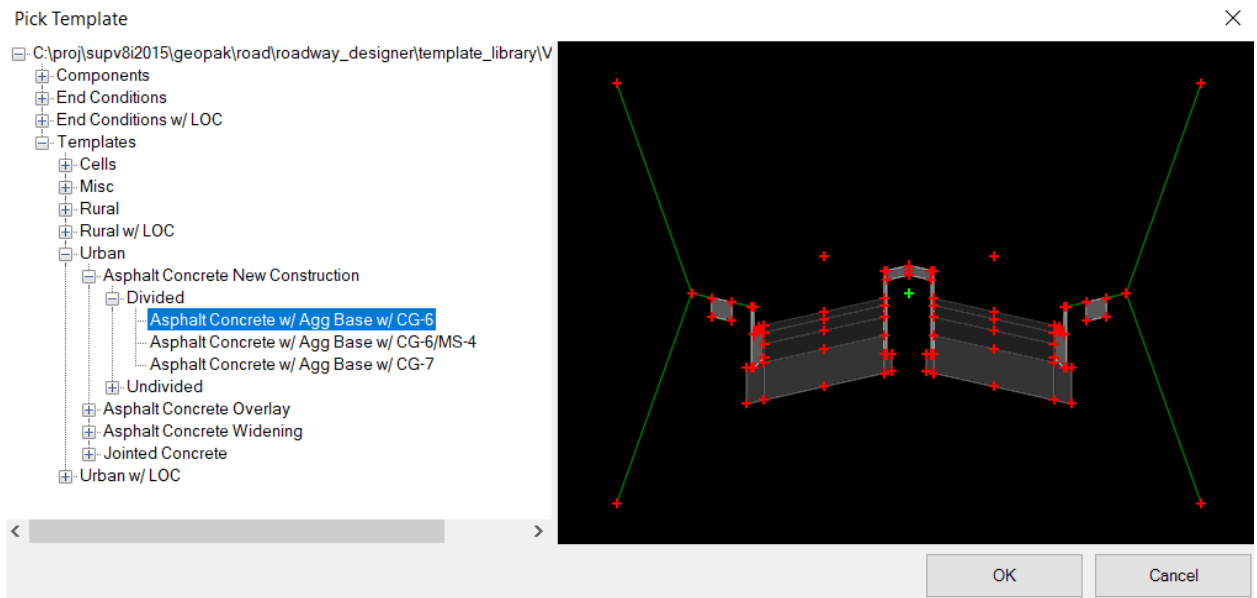 Pick Template
C:\proj\supv8i2015\geopak\road\roadway_designer\template_library\V
Components
End Conditions
End Conditions w/ LOC
Templates
Cells
Misc
Rural
Rural w/ LOC
Urban
Asphalt Concrete New Construction
Divided
Asphalt Concrete w/ Agg Base w/ CG-6
Asphalt Concrete w/ Agg Base w/ CG-6/MS-4
Asphalt Concrete w/ Agg Base w/ CG-7
Undivided
Asphalt Concrete Overlay
Asphalt Concrete Widening
Jointed Concrete
Urban w/ LOC
OK
Cancel